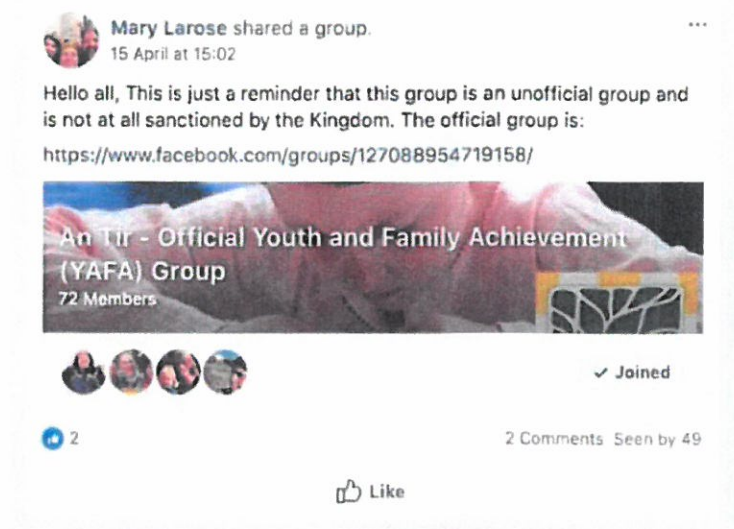 Mary Larose shared a group.
15 April at 15:02
Hello all, This is just a reminder that this group is an unofficial group and
is not at all sanctioned by the Kingdom. The official group is:
https://www.facebook.com/groups/127088954719158/
An Tir - Official Youth and Family Achievement
(YAFA) Group
72 Members
Joined
2
2 Comments Seen by 49
Like